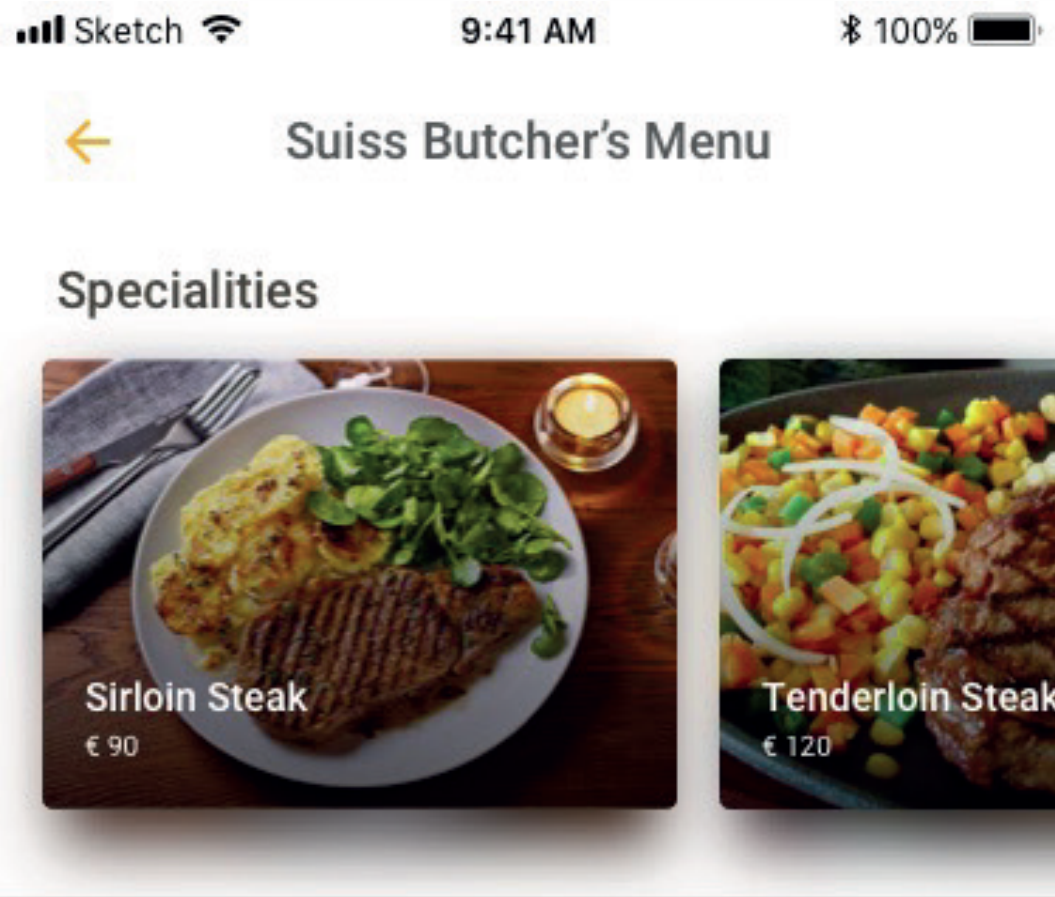 Sketch 9:41 AM 100%
Suiss Butcher’s Menu
Specialities
Sirloin Steak
€ 90
Tenderloin Steak
€ 120